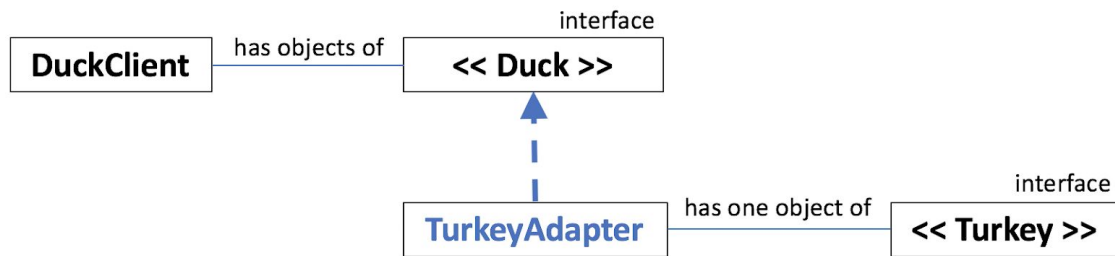 interface
has objects of
DuckClient
<< Duck >>
interface
has one object of
TurkeyAdapter
<< Turkey >>